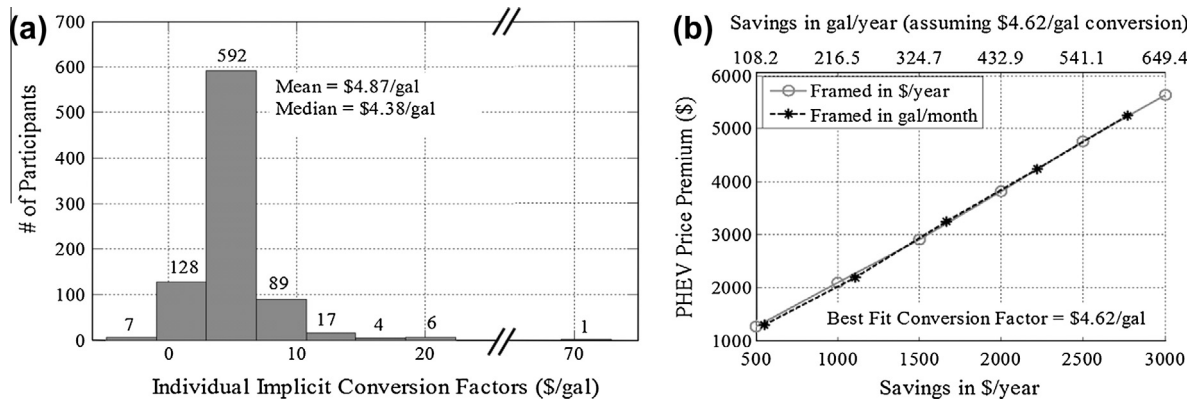 (a)
700
600
500
400
300
200
100
0
# of Participants
7
128
592
89
17
4
6
1
Mean = $4.87/gal
Median = $4.38/gal
0
10
20
70
Individual Implicit Conversion Factors ($/gal)
(b)
Savings in gal/year (assuming $4.62/gal conversion)
108.2 216.5 324.7 432.9 541.1 649.4
6000
5000
4000
3000
2000
1000
PHEV Price Premium ($)
Framed in $/year
Framed in gal/month
Best Fit Conversion Factor = $4.62/gal
500 1000 1500 2000 2500 3000
Savings in $/year